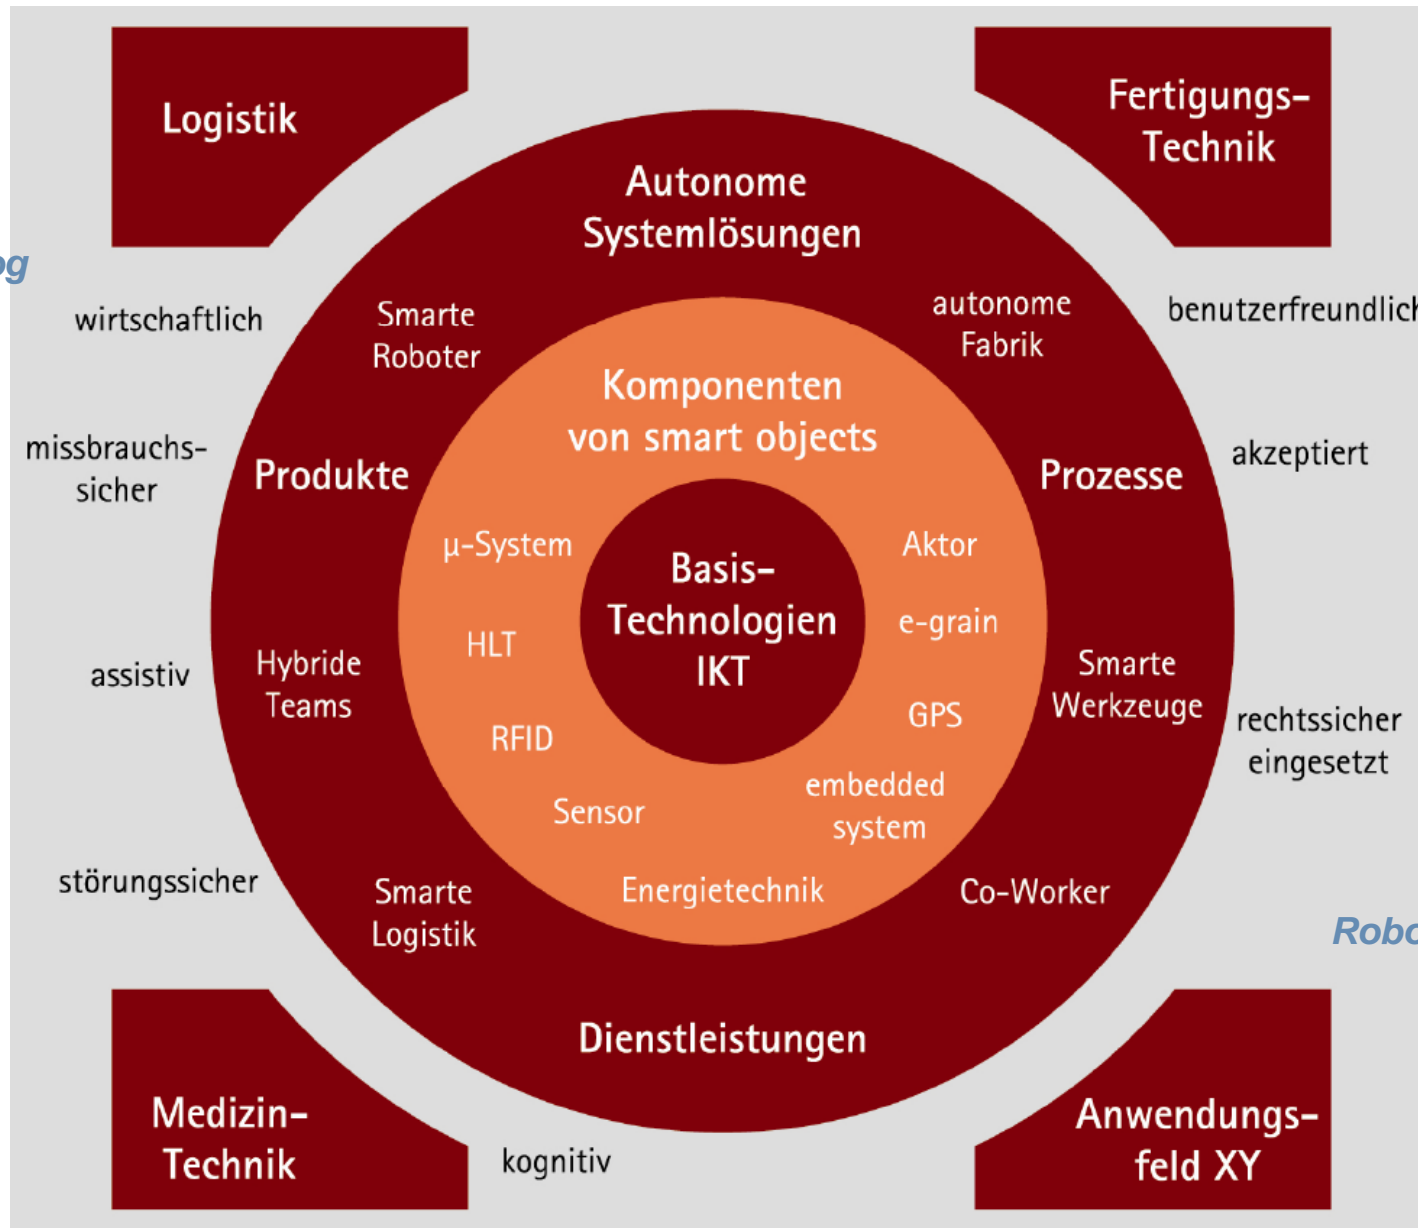 Logistik
Fertigungs-
Technik
Autonome
Systemlösungen
og
wirtschaftlich
Smarte
Roboter
autonome
Fabrik
benutzerfreundlich
Komponenten
von smart objects
missbrauchs-
sicher
Produkte
Prozesse
akzeptiert
µ-System
Aktor
Basis-
Technologien
IKT
HLT
e-grain
assistiv
Hybride
Teams
Smarte
Werkzeuge
RFID
GPS
rechtssicher
eingesetzt
Sensor
embedded
system
störungssicher
Smarte
Logistik
Energietechnik
Co-Worker
Robo
Dienstleistungen
Medizin-
Technik
kognitiv
Anwendungs-
feld XY